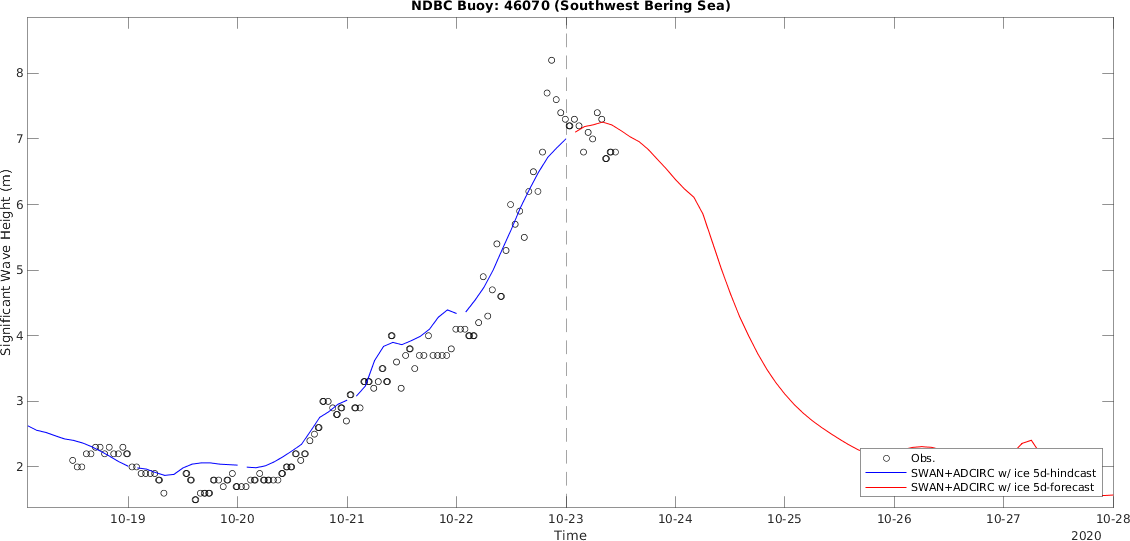 NDBC Buoy: 46070 (Southwest Bering Sea)
8
7
6
5
4
3
2
Significant Wave Height (m)
Obs.
SWAN+ADCIRC w/ ice 5d-hindcast
SWAN+ADCIRC w/ ice 5d-forecast
10-19 10-20 10-21 10-22 10-23 10-24 10-25 10-26 10-27 10-28
Time 2020